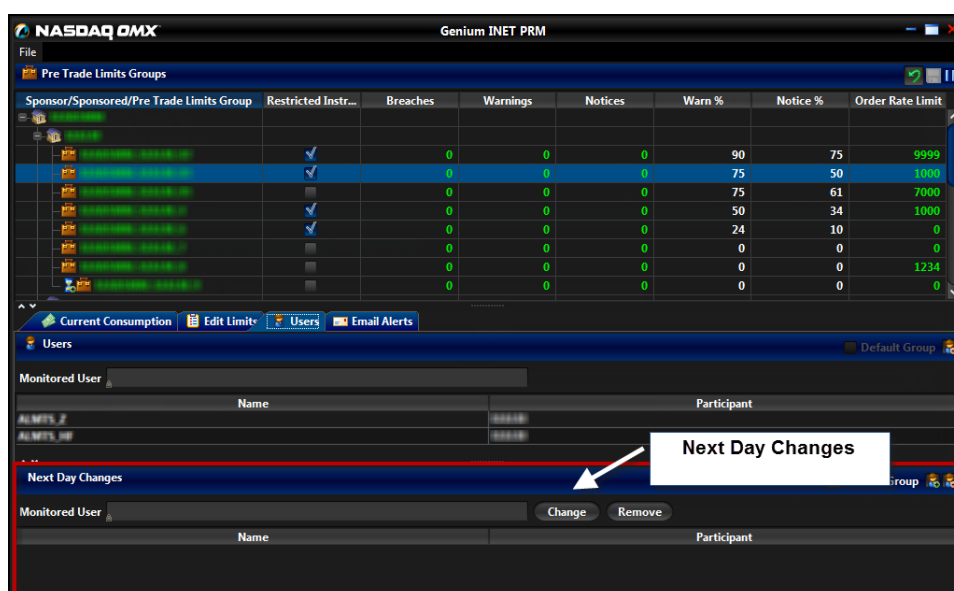 NASDAQ OMX
Genium INET PRM
File
Pre Trade Limits Groups
Sponsor/Sponsored/Pre Trade Limits Group Restricted Instr... Breaches Warnings Notices Warn % Notice % Order Rate Limit
0 0 0 90 75 9999
0 0 0 75 50 1000
0 0 0 75 61 7000
0 0 0 50 34 1000
0 0 0 24 10 0
0 0 0 0 0 0
0 0 0 0 0 1234
0 0 0 0 0 0
Current Consumption Edit Limits Users Email Alerts
Users Default Group
Monitored User
Name Participant
ALMTS_Z
ALMTS_HF
Next Day Changes
Next Day Changes Group
Monitored User Change Remove
Name Participant